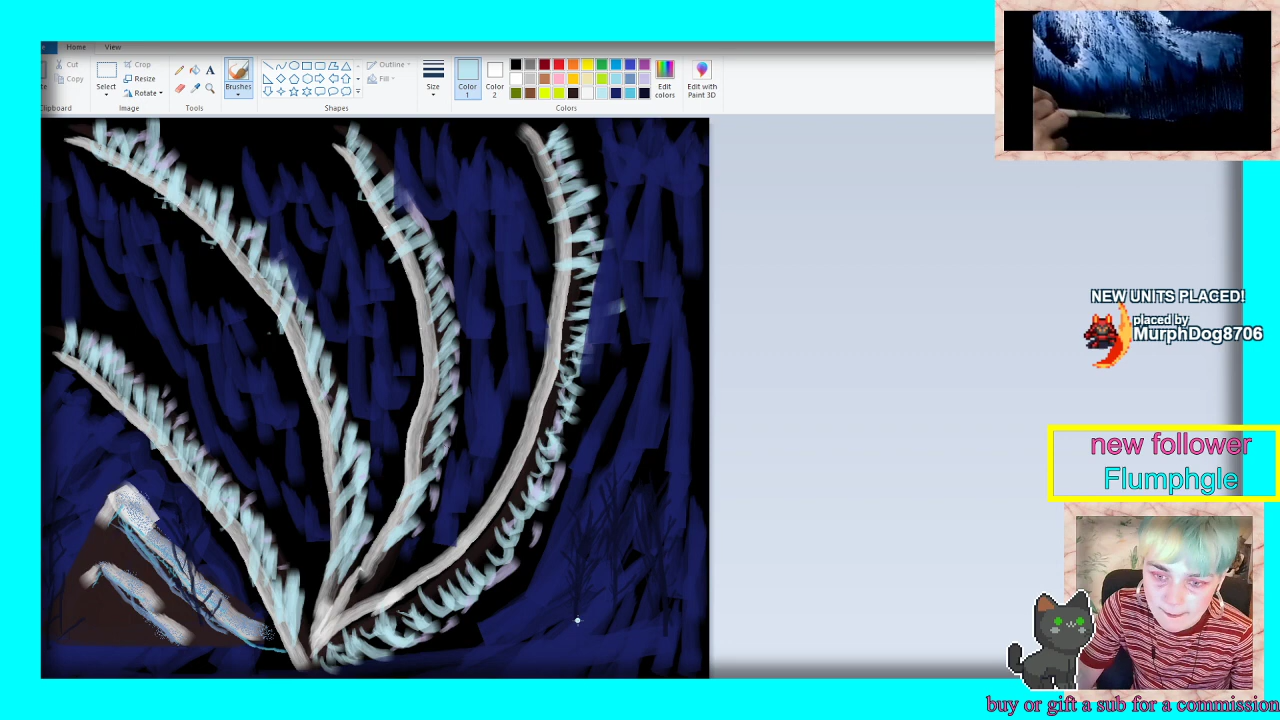 Home View
Cut
Copy
Clipboard
Select
Crop
Resize
Rotate
Image
A
Tools
Brushes
Outline
Fill
Shapes
Size
Color
1
Color
2
Edit
colors
Colors
Edit with
Paint 3D
NEW UNITS PLACED!
placed by
MurphDog8706
new follower
Flumphgle
buy or gift a sub for a commission